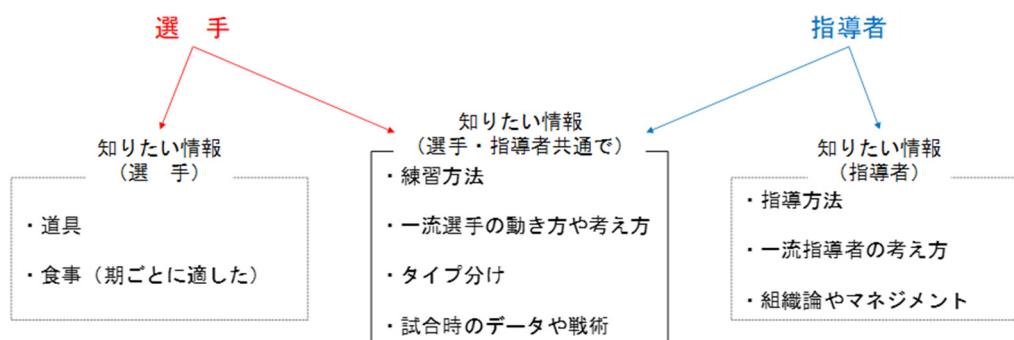 選　手
指導者
知りたい情報
（選　手）
・道具
・食事（期ごとに適した）
知りたい情報
（選手・指導者共通で）
・練習方法
・一流選手の動き方や考え方
・タイプ分け
・試合時のデータや戦術
知りたい情報
（指導者）
・指導方法
・一流指導者の考え方
・組織論やマネジメント